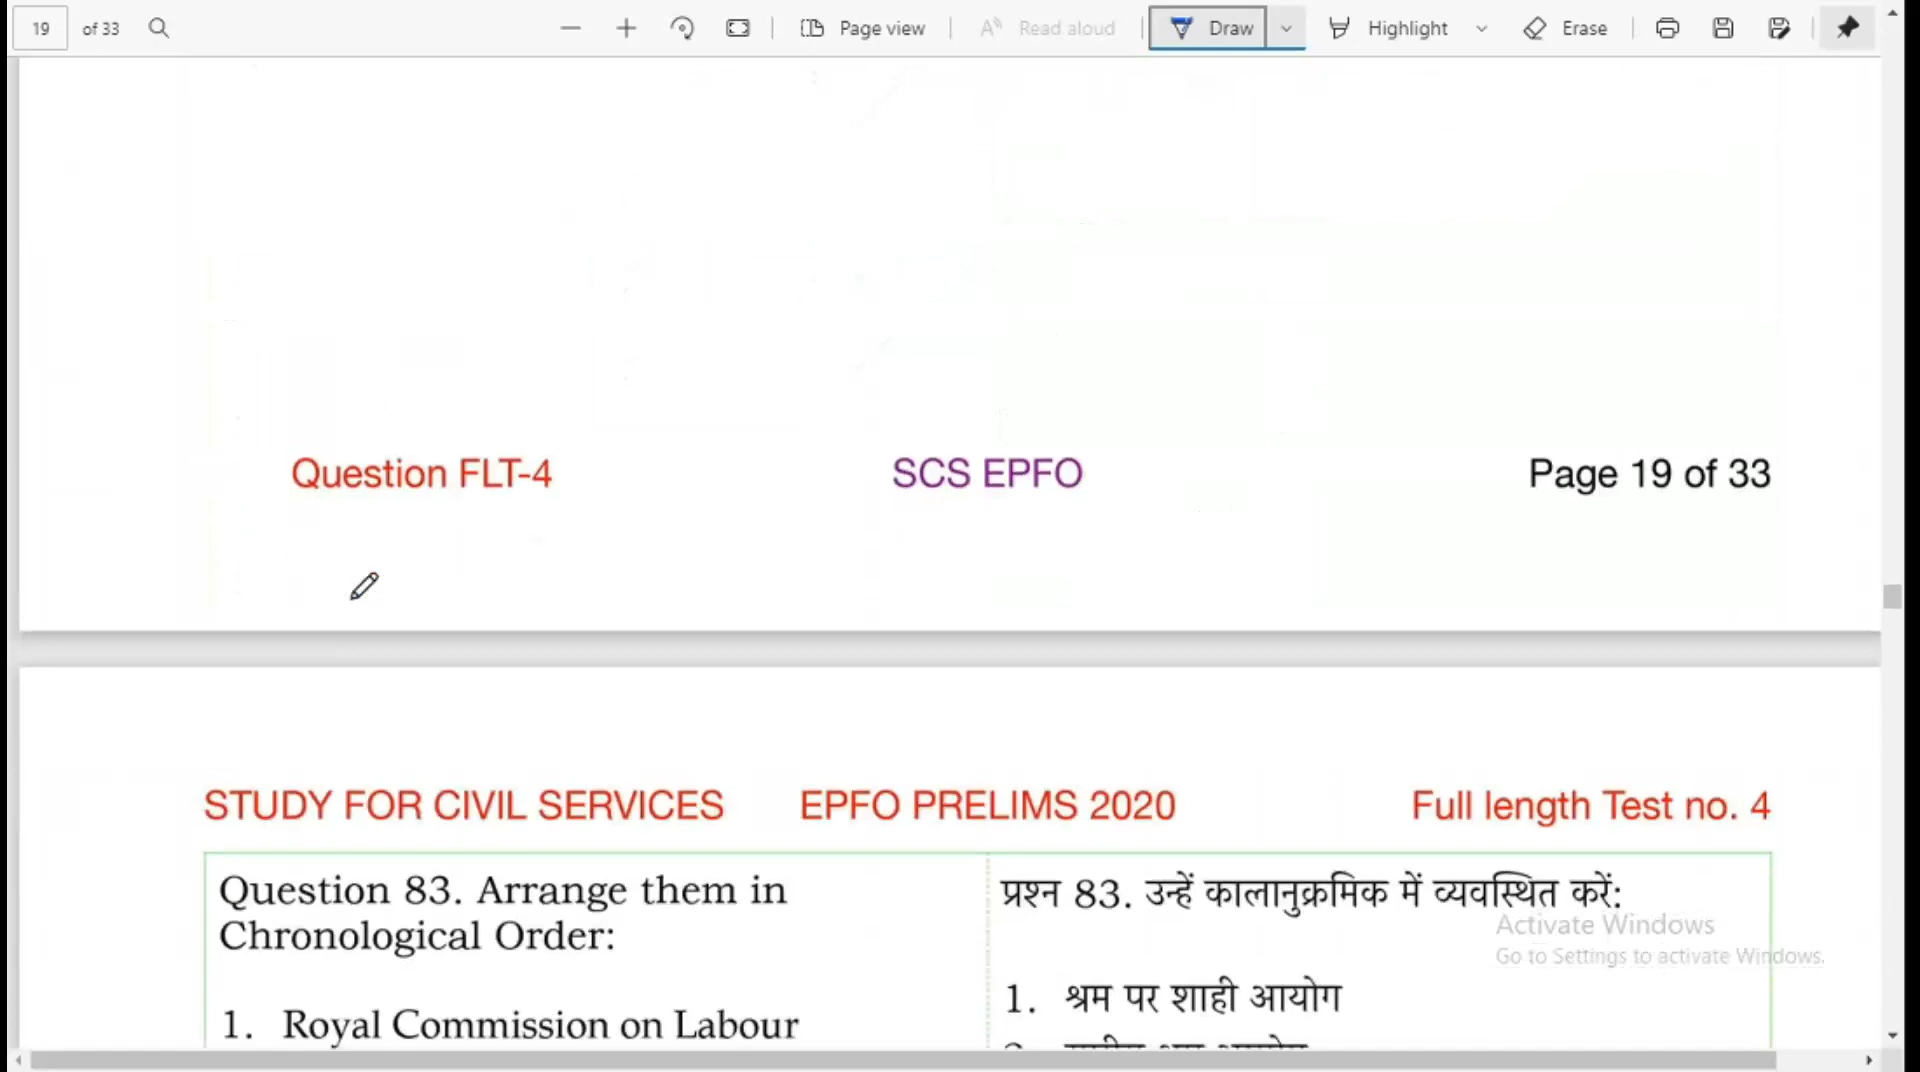 19 of 33 Page view Read aloud Draw Highlight Erase
Question FLT-4 SCS EPFO Page 19 of 33
STUDY FOR CIVIL SERVICES EPFO PRELIMS 2020 Full length Test no. 4
Question 83. Arrange them in
Chronological Order:
1. Royal Commission on Labour
प्रश्न 83. उन्हें कालानुक्रमिक में व्यवस्थित करें:
1. श्रम पर शाही आयोग
Activate Windows
Go to Settings to activate Windows.